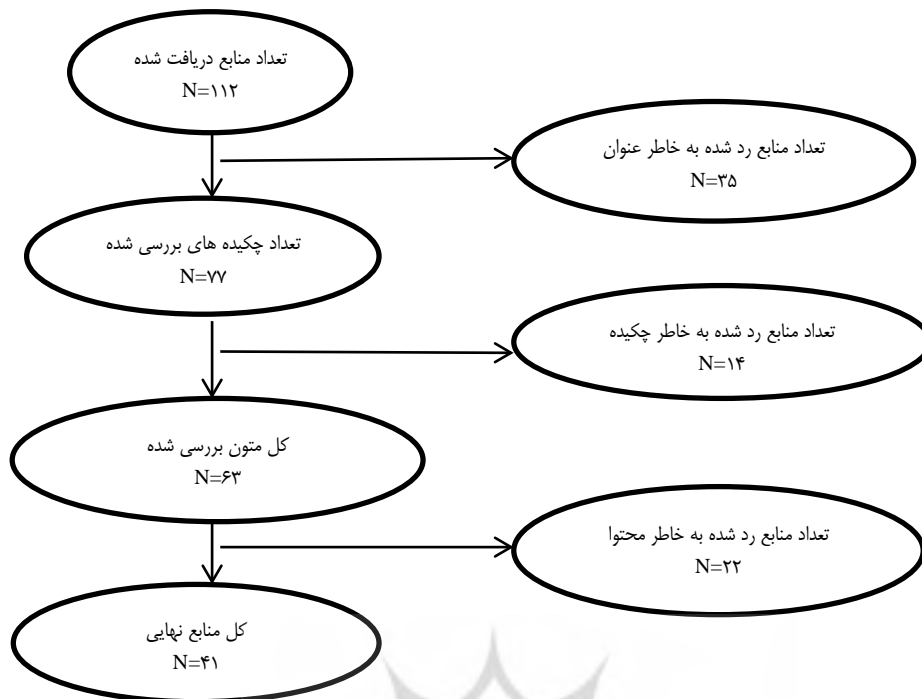 تعداد منابع دریافت شده
N=۱۱۲
تعداد منابع رد شده به خاطر عنوان
N=۳۵
تعداد چکیده های بررسی شده
N=۷۷
تعداد منابع رد شده به خاطر چکیده
N=۱۴
کل متون بررسی شده
N=۶۳
تعداد منابع رد شده به خاطر محتوا
N=۲۲
کل منابع نهایی
N=۴۱